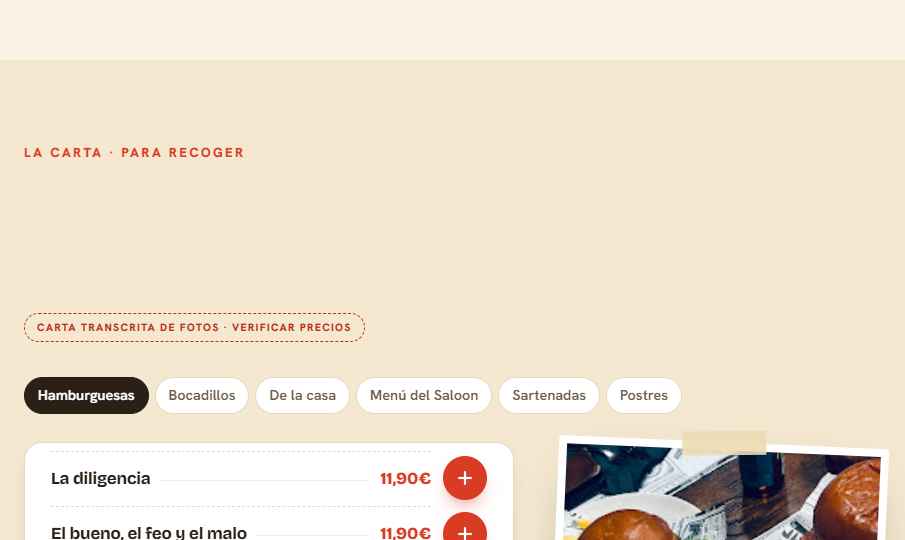 LA CARTA · PARA RECOGER
CARTA TRANSCRITA DE FOTOS · VERIFICAR PRECIOS
Hamburguesas Bocadillos De la casa Menú del Saloon Sartenadas Postres
La diligencia 11,90€ +
El bueno, el feo y el malo 11,90€ +